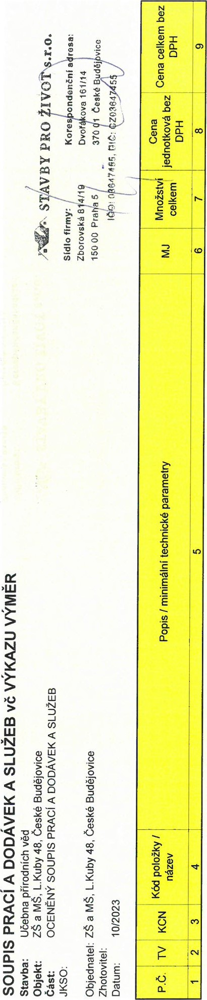 SOUPIS PRACÍ A DODÁVEK A SLUŽEB vč VÝKAZU VÝMĚR
Stavba: Učebna přírodních věd
Objekt: ZŠ a MŠ, L.Kuby 48, České Budějovice
Část: OCENĚNÝ SOUPIS PRACÍ A DODÁVEK A SLUŽEB
JKSO:
Objednatel: ZŠ a MŠ, L.Kuby 48, České Budějovice
Zhotovitel:
Datum: 10/2023
STAVBY PRO ŽIVOT s.r.o.
Sídlo firmy: Korespondenční adresa:
Zborovská 814/19 Dvořákova 161/14
150 00 Praha 5 370 01 České Budějovice
IČO: 03647455, DIČ: CZ03647455
P.Č. TV KCN Kód položky / název Popis / minimální technické parametry MJ Množství celkem Cena jednotková bez DPH Cena celkem bez DPH
1 2 3 4 5 6 7 8 9